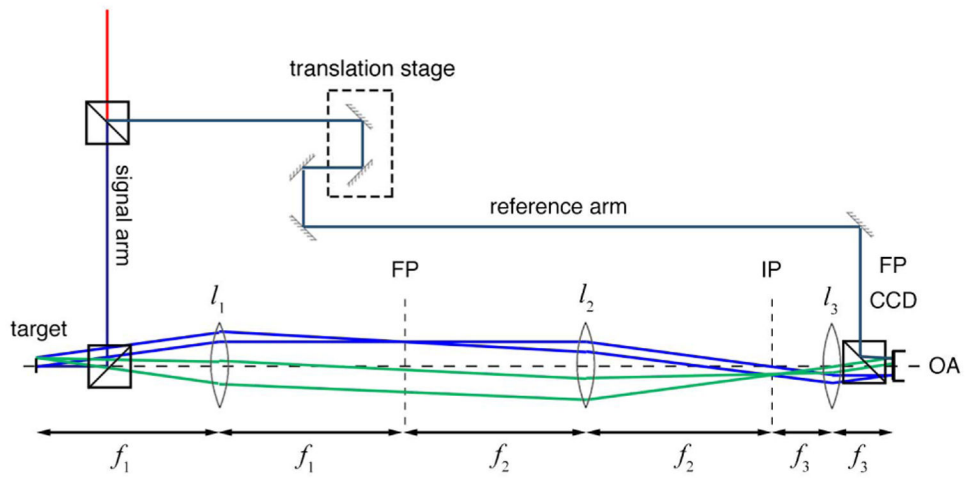 translation stage
signal arm
reference arm
FP
IP
FP
CCD
l1
l2
l3
target
OA
f1
f1
f2
f2
f3
f3